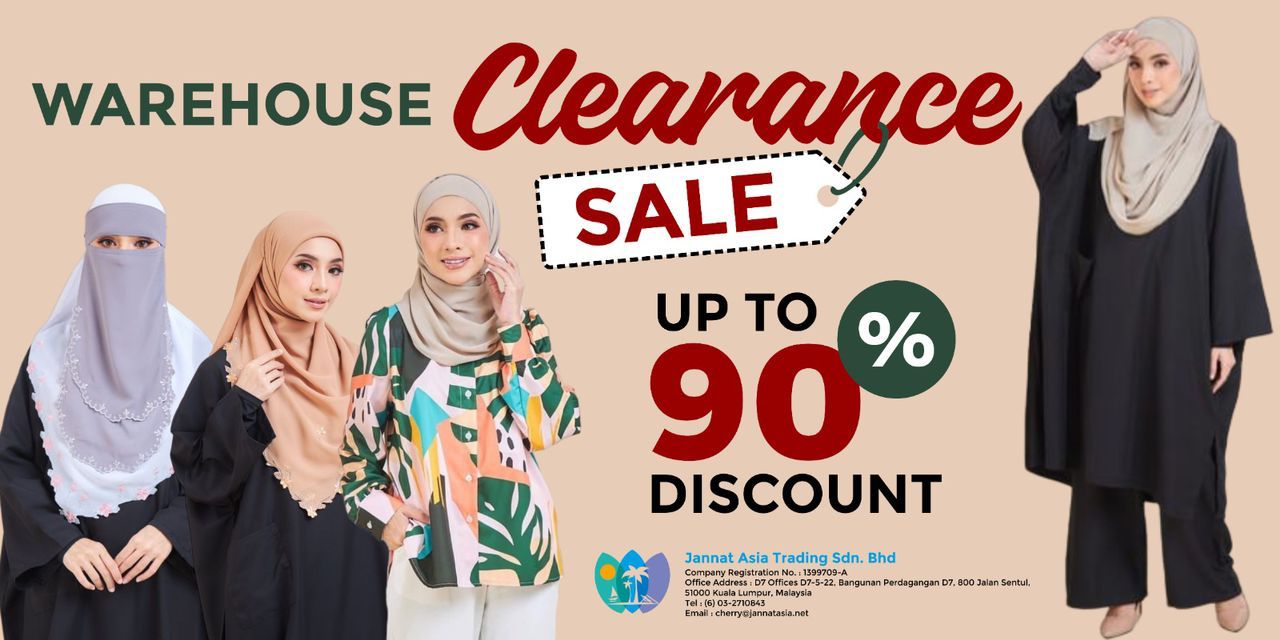 WAREHOUSE Clearance
SALE
UP TO
90%
DISCOUNT
Jannat Asia Trading Sdn. Bhd
Company Registration No. : 1399709-A
Office Address : D7 Offices D7-5-22, Bangunan Perdagangan D7, 800 Jalan Sentul,
51000 Kuala Lumpur, Malaysia
Tel : (6) 03-2710843
Email : cherry@jannatasia.net